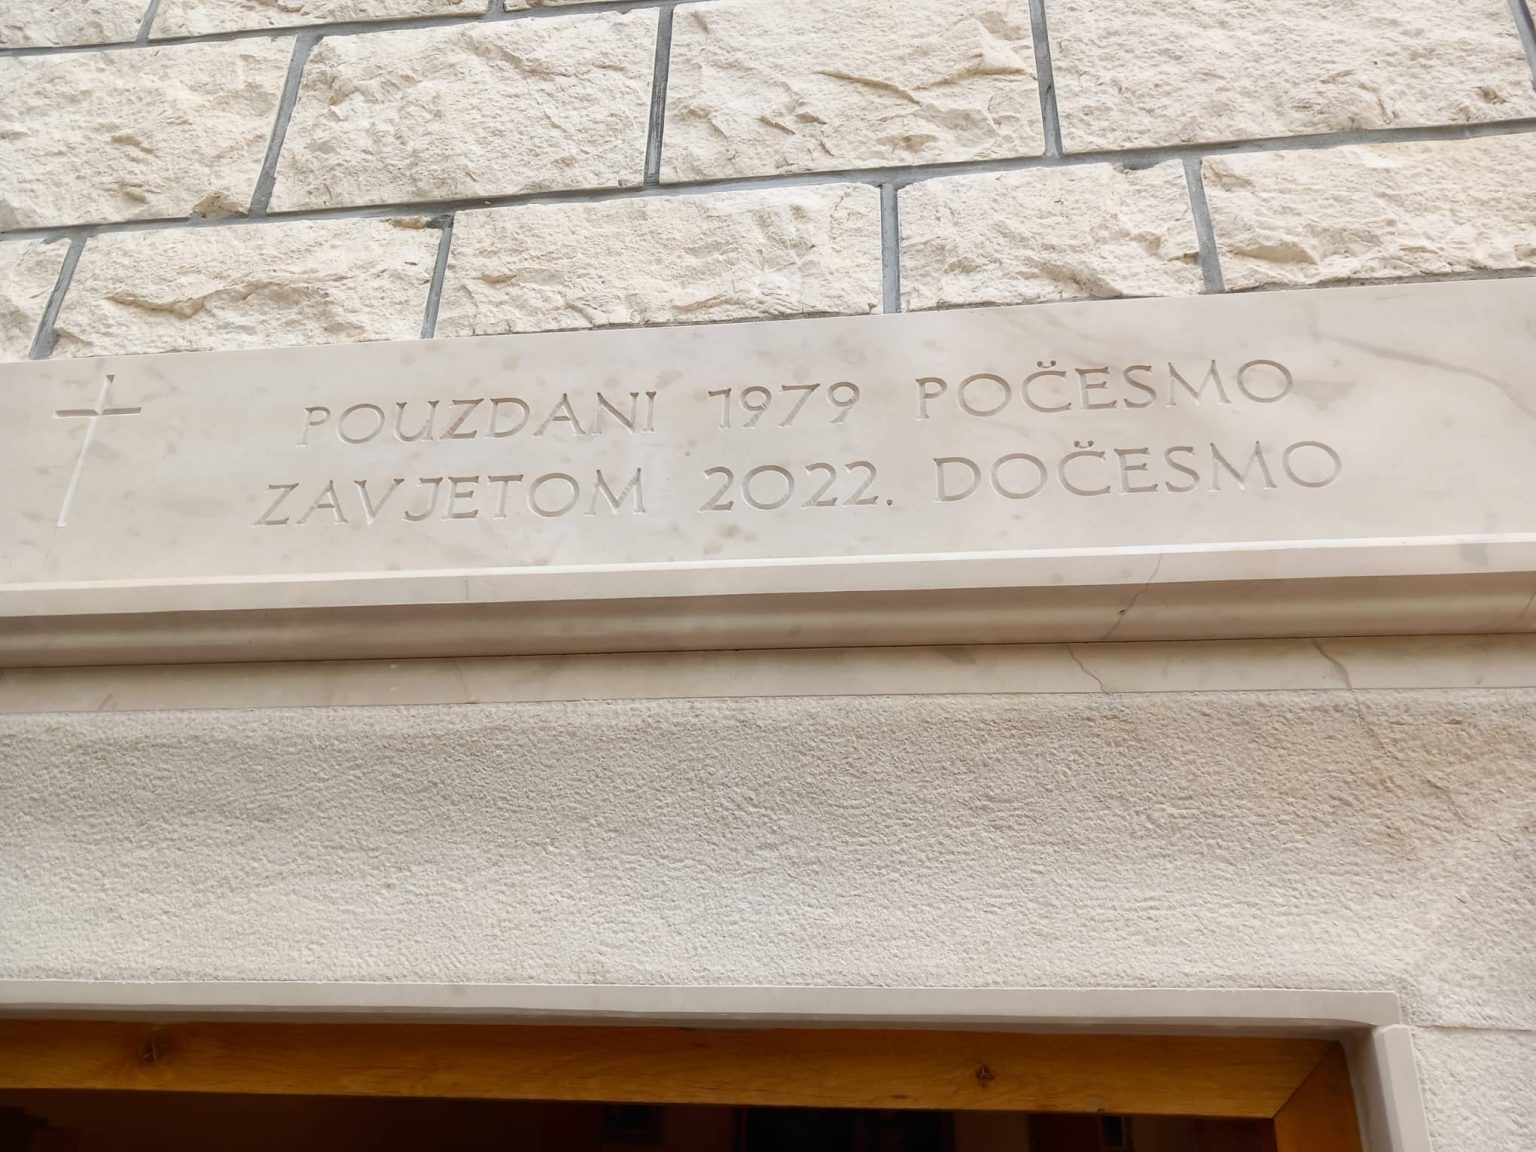 POUZDANI 1979 POČESMO
ZAVJETOM 2022. DOČESMO